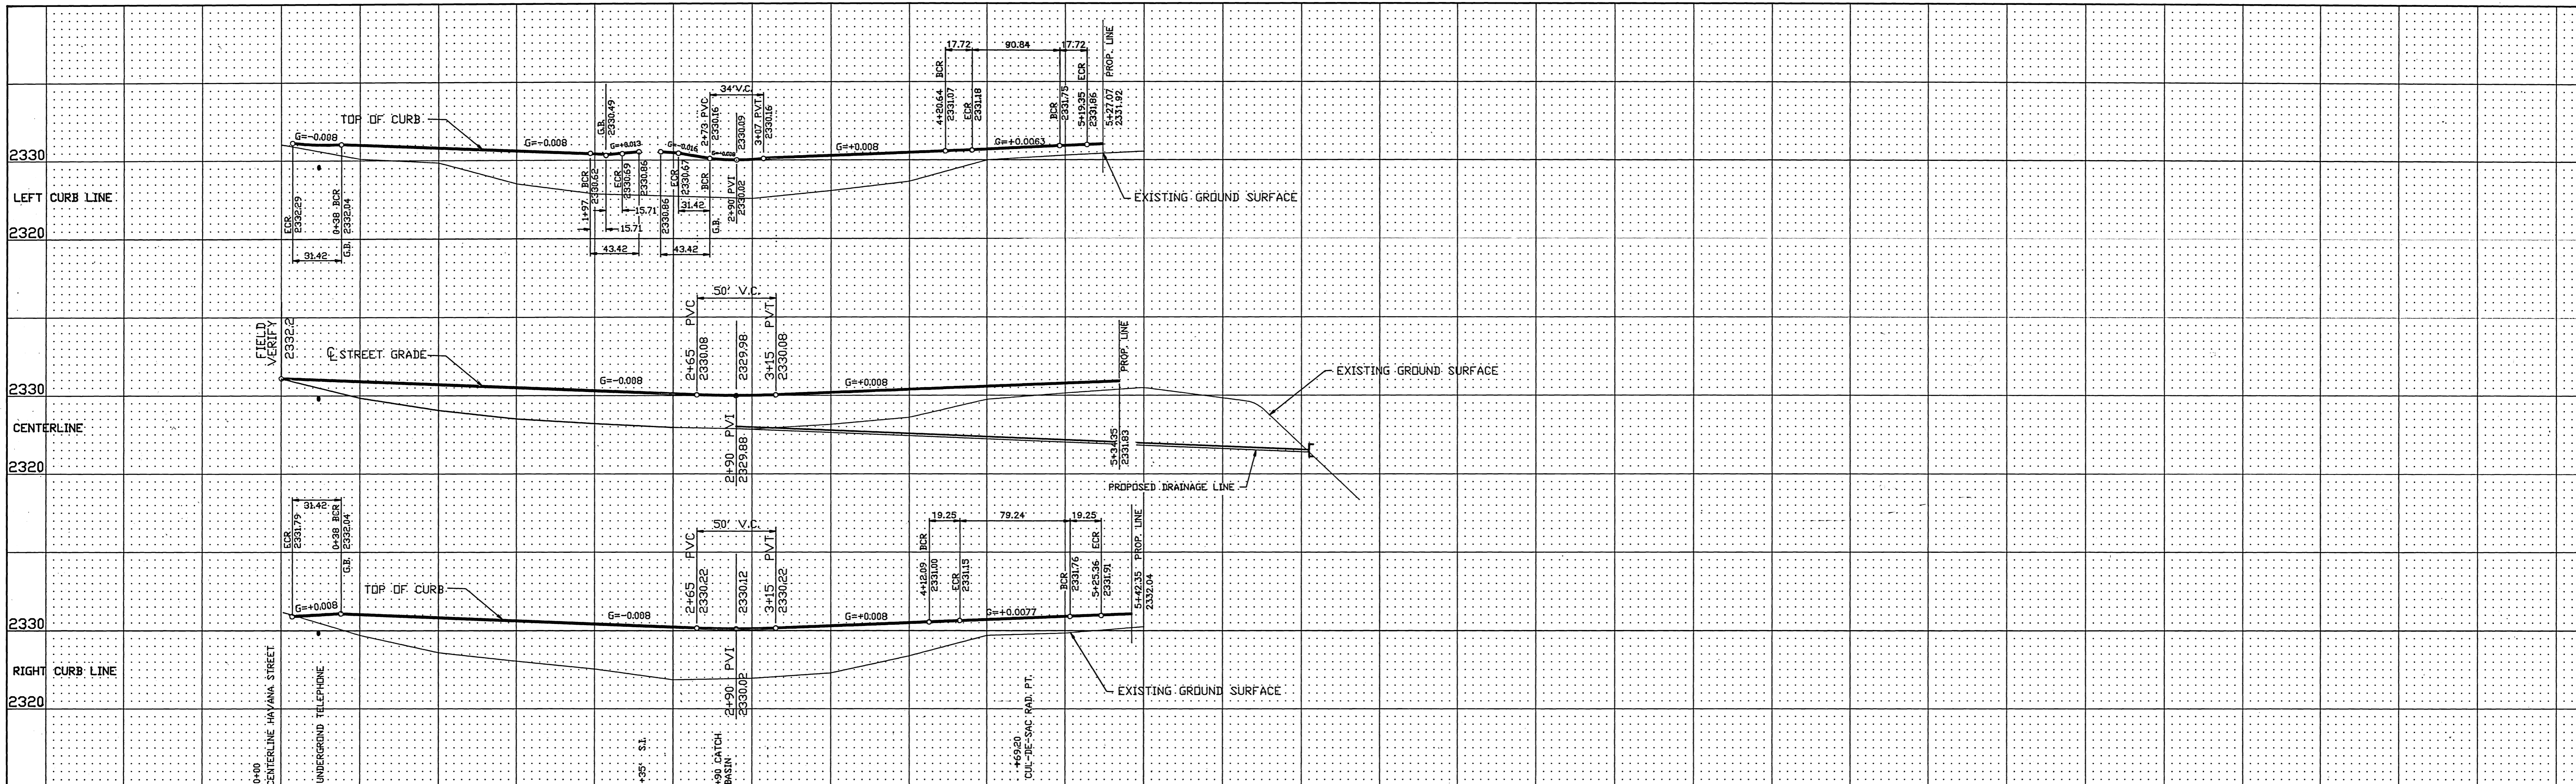 17.72
90.84
17.72
BCR
ECR
PROP. LINE
4+20.64
2331.07
ECR
2331.18
BCR
2331.75
5+19.35
2331.86
5+27.07
2331.92
34'V.C.
G.B.
2330.49
2+73 PVC
2330.16
2330.09
3+07 P.V.T.
2330.16
TOP OF CURB
G=-0.008
G=-0.008
G=+0.013
G=-0.016
G=+0.008
G=+0.0063
2330
LEFT CURB LINE
2320
ECR
2332.29
0+38 BCR
G.B. 2332.04
31.42
1+97 BCR
2330.62
ECR
2330.69
2330.86
15.71
15.71
43.42
2330.86
ECR
2330.67
BCR
G.B.
31.42
43.42
2+90 PVI
2330.02
EXISTING GROUND SURFACE
FIELD
VERIFY
2332.2
50' V.C.
2+65 PVC
2330.08
2329.98
3+15 PVT
2330.08
PROP. LINE
℄ STREET GRADE
G=-0.008
G=+0.008
EXISTING GROUND SURFACE
2330
CENTERLINE
2320
2+90 PVI
2329.88
5+34.35
2331.83
PROPOSED DRAINAGE LINE
31.42
ECR
2331.79
0+38 BCR
G.B. 2332.04
50' V.C.
2+65 PVC
2330.22
2330.12
3+15 PVT
2330.22
19.25
79.24
19.25
4+12.09 BCR
2331.00
ECR
2331.15
BCR
2331.76
5+25.36 ECR
2331.91
5+42.35 PROP. LINE
2332.04
TOP OF CURB
G=+0.008
G=-0.008
G=+0.008
G=+0.0077
2330
RIGHT CURB LINE
2320
2+90 PVI
2330.02
EXISTING GROUND SURFACE
0+00
CENTERLINE HAVANA STREET
UNDERGROND TELEPHONE
+35' S.I.
+90 CATCH
BASIN
+69.20
CUL-DE-SAC RAD. PT.